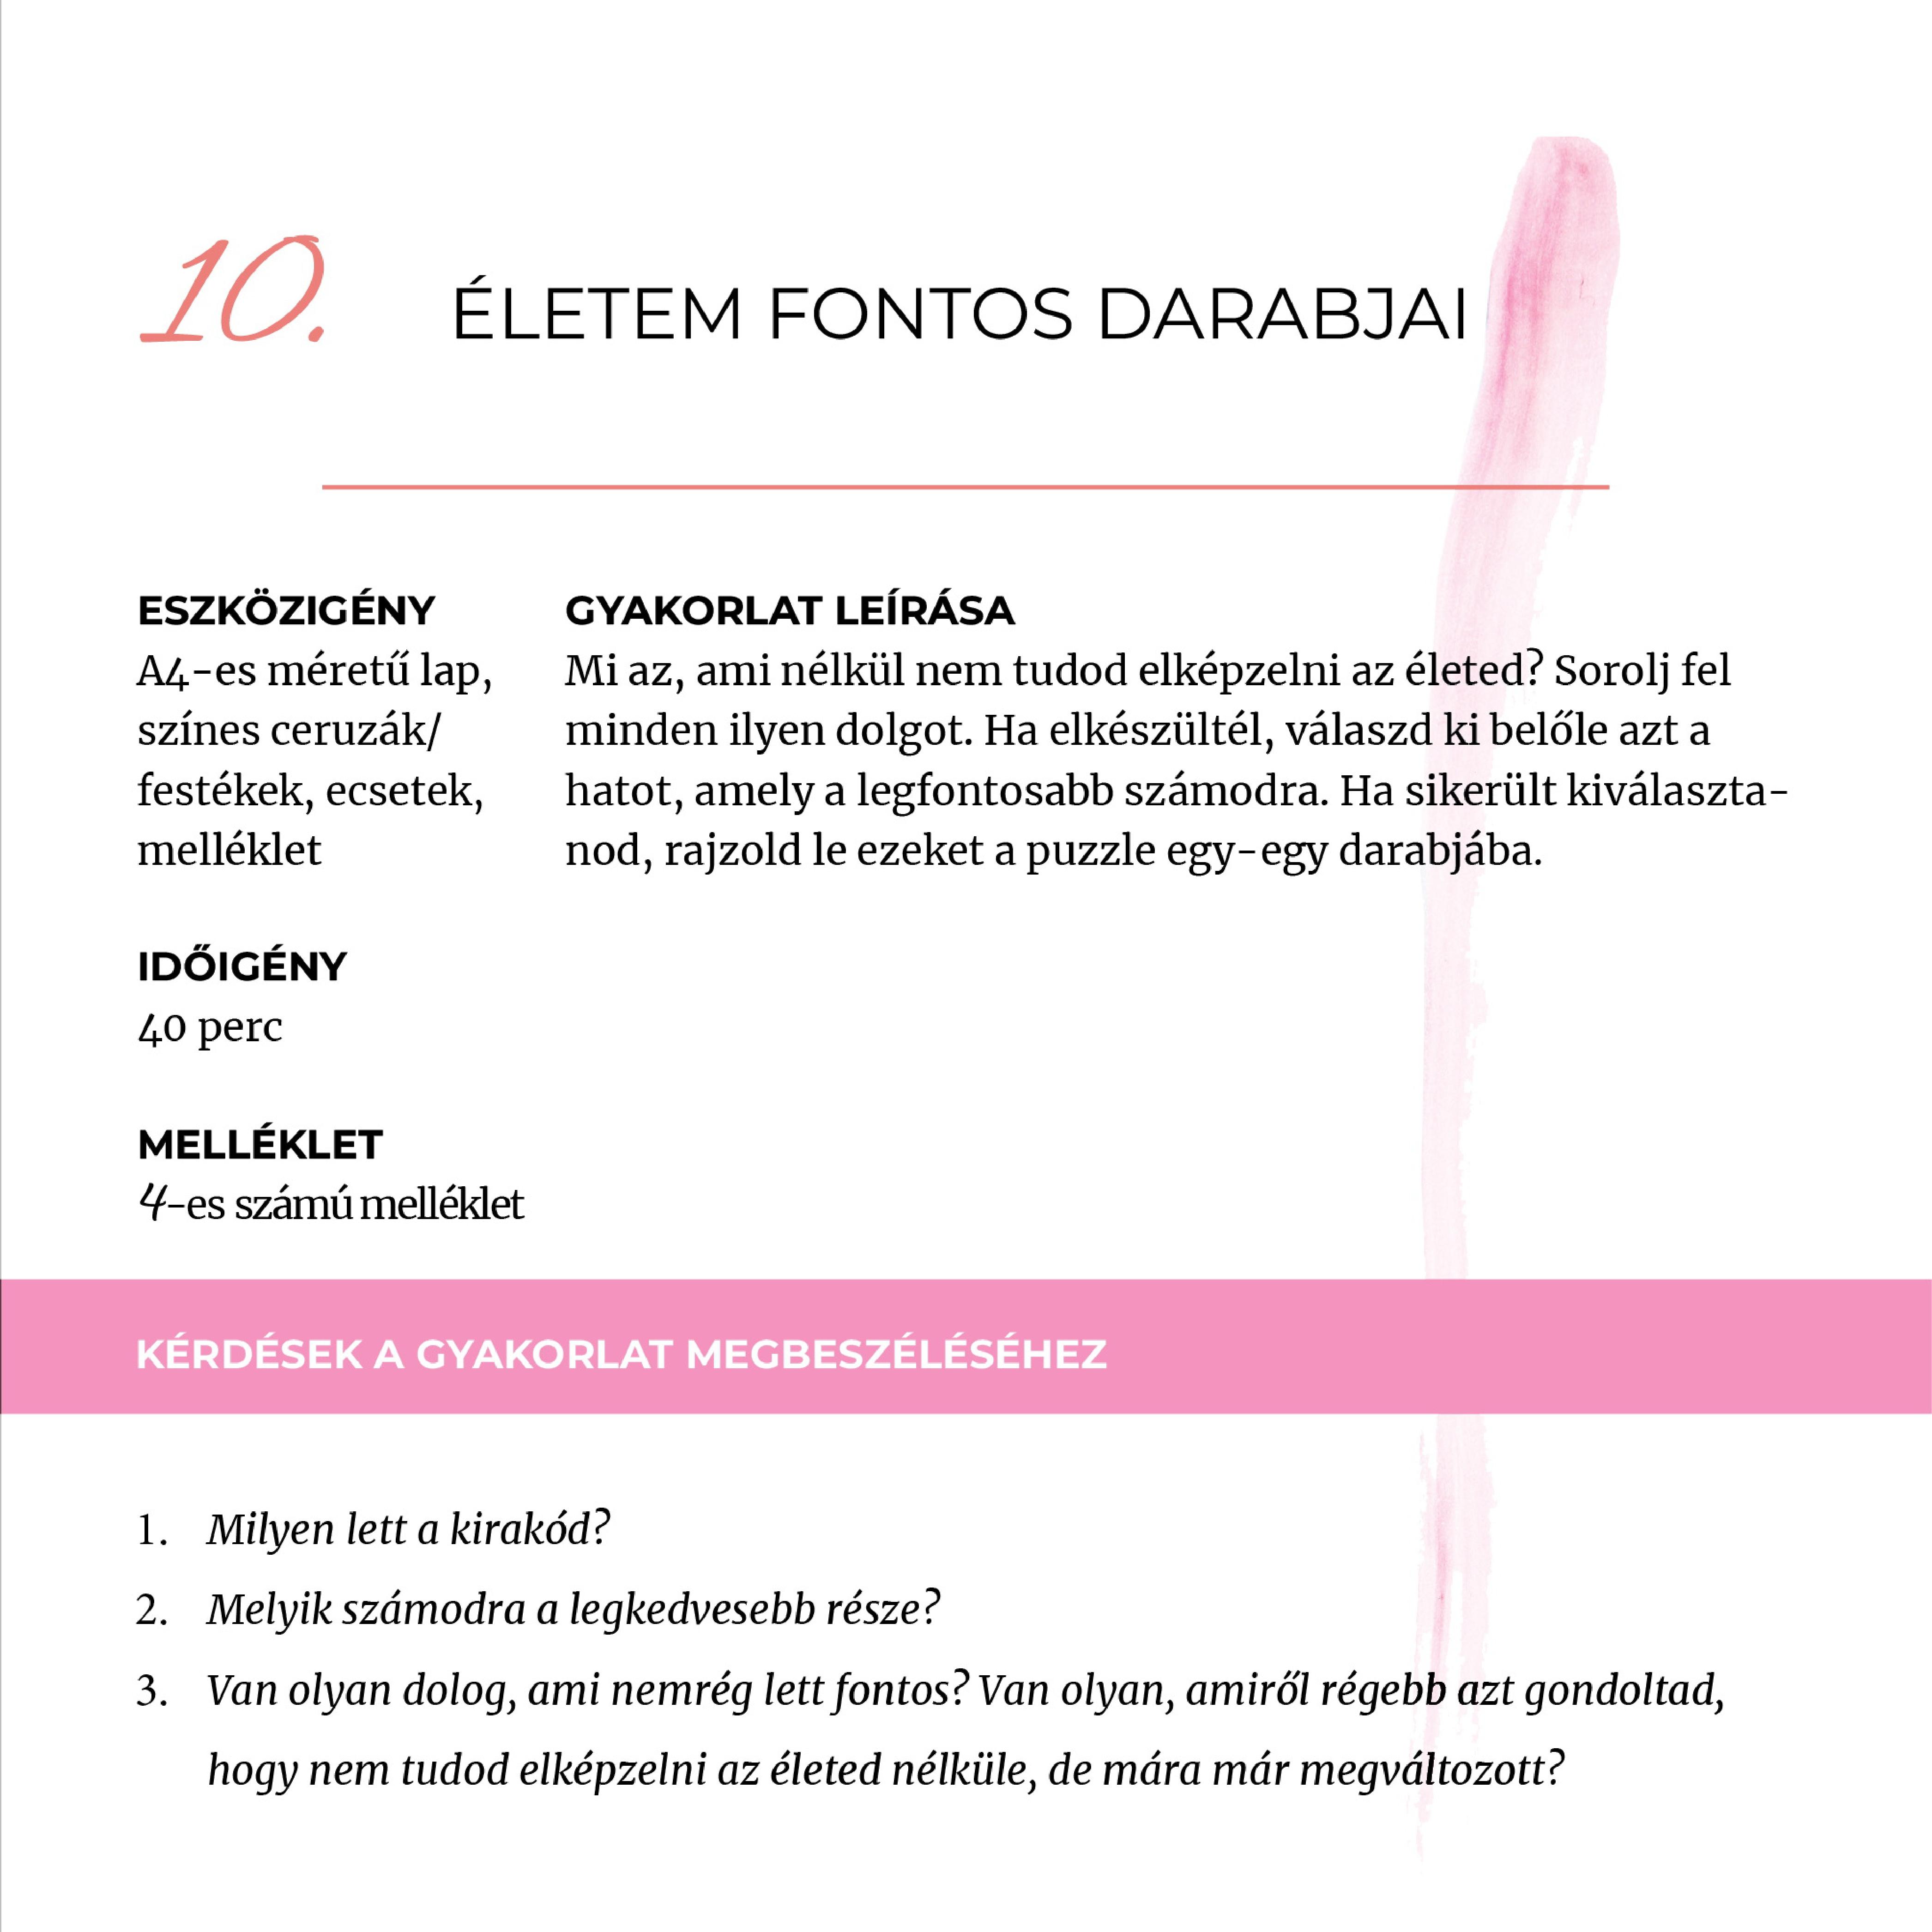 10.
ÉLETEM FONTOS DARABJAI
ESZKÖZIGÉNY
A4-es méretű lap,
színes ceruzák/
festékek, ecsetek,
melléklet
IDŐIGÉNY
40 perc
MELLÉKLET
4-es számú melléklet
GYAKORLAT LEÍRÁSA
Mi az, ami nélkül nem tudod elképzelni az életed? Sorolj fel
minden ilyen dolgot. Ha elkészültél, válaszd ki belőle azt a
hatot, amely a legfontosabb számodra. Ha sikerült kiválaszta-
nod, rajzold le ezeket a puzzle egy-egy darabjába.
KÉRDÉSEK A GYAKORLAT MEGBESZÉLÉSÉHEZ
1. Milyen lett a kirakód?
2. Melyik számodra a legkedvesebb része?
3. Van olyan dolog, ami nemrég lett fontos? Van olyan, amiről régebb azt gondoltad,
hogy nem tudod elképzelni az életed nélküle, de mára már megváltozott?